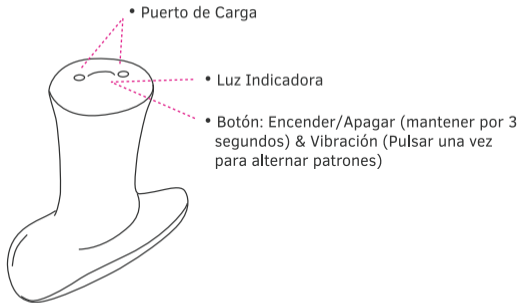 • Puerto de Carga
• Luz Indicadora
• Botón: Encender/Apagar (mantener por 3
segundos) & Vibración (Pulsar una vez
para alternar patrones)